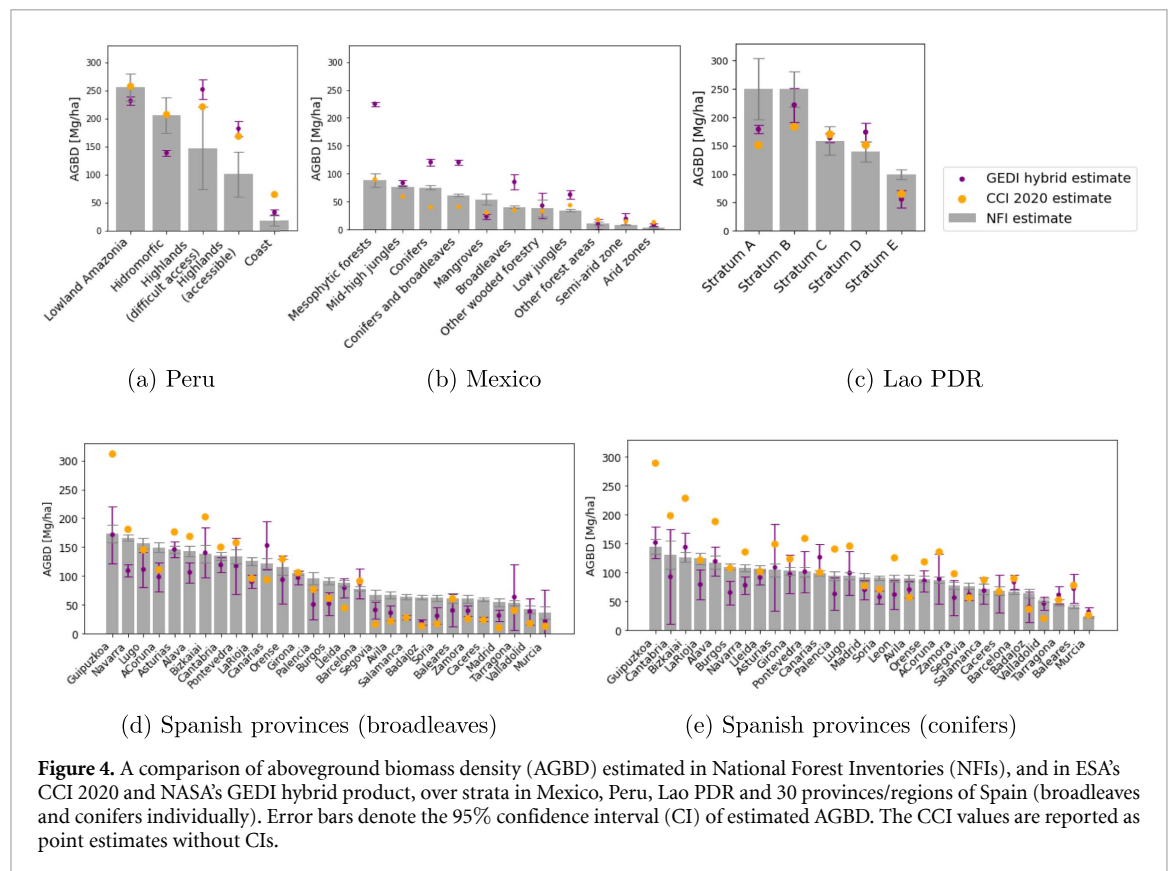 300
250
200
150
100
50
0
AGBD [Mg/ha]
Lowland Amazonia
Hidromorfic
Highlands
(difficult access)
Highlands
(accessible)
Coast
(a) Peru
300
250
200
150
100
50
0
AGBD [Mg/ha]
Mesophytic forests
Mid-high jungles
Conifers
Conifers and broadleaves
Mangroves
Broadleaves
Other wooded forestry
Low jungles
Other forest areas
Semi-arid zone
Arid zones
(b) Mexico
300
250
200
150
100
50
0
AGBD [Mg/ha]
Stratum A
Stratum B
Stratum C
Stratum D
Stratum E
(c) Lao PDR
GEDI hybrid estimate
CCI 2020 estimate
NFI estimate
300
250
200
150
100
50
0
AGBD [Mg/ha]
Guipuzkoa
Navarra
Lugo
ACoruna
Asturias
Alava
Bizkaiai
Cantabria
Pontevedra
LaRioja
Canarias
Orense
Girona
Palencia
Burgos
Lleida
Barcelona
Segovia
Avila
Salamanca
Badajoz
Soria
Baleares
Zamora
Caceres
Madrid
Tarragona
Valladolid
Murcia
(d) Spanish provinces (broadleaves)
300
250
200
150
100
50
0
AGBD [Mg/ha]
Guipuzkoa
Cantabria
Bizkaiai
LaRioja
Alava
Burgos
Navarra
Lleida
Asturias
Girona
Pontevedra
Canarias
Palencia
Lugo
Madrid
Soria
Leon
Avila
Orense
ACoruna
Zamora
Segovia
Salamanca
Caceres
Barcelona
Badajoz
Valladolid
Tarragona
Baleares
Murcia
(e) Spanish provinces (conifers)
Figure 4. A comparison of aboveground biomass density (AGBD) estimated in National Forest Inventories (NFIs), and in ESA's
CCI 2020 and NASA's GEDI hybrid product, over strata in Mexico, Peru, Lao PDR and 30 provinces/regions of Spain (broadleaves
and conifers individually). Error bars denote the 95% confidence interval (CI) of estimated AGBD. The CCI values are reported as
point estimates without CIs.